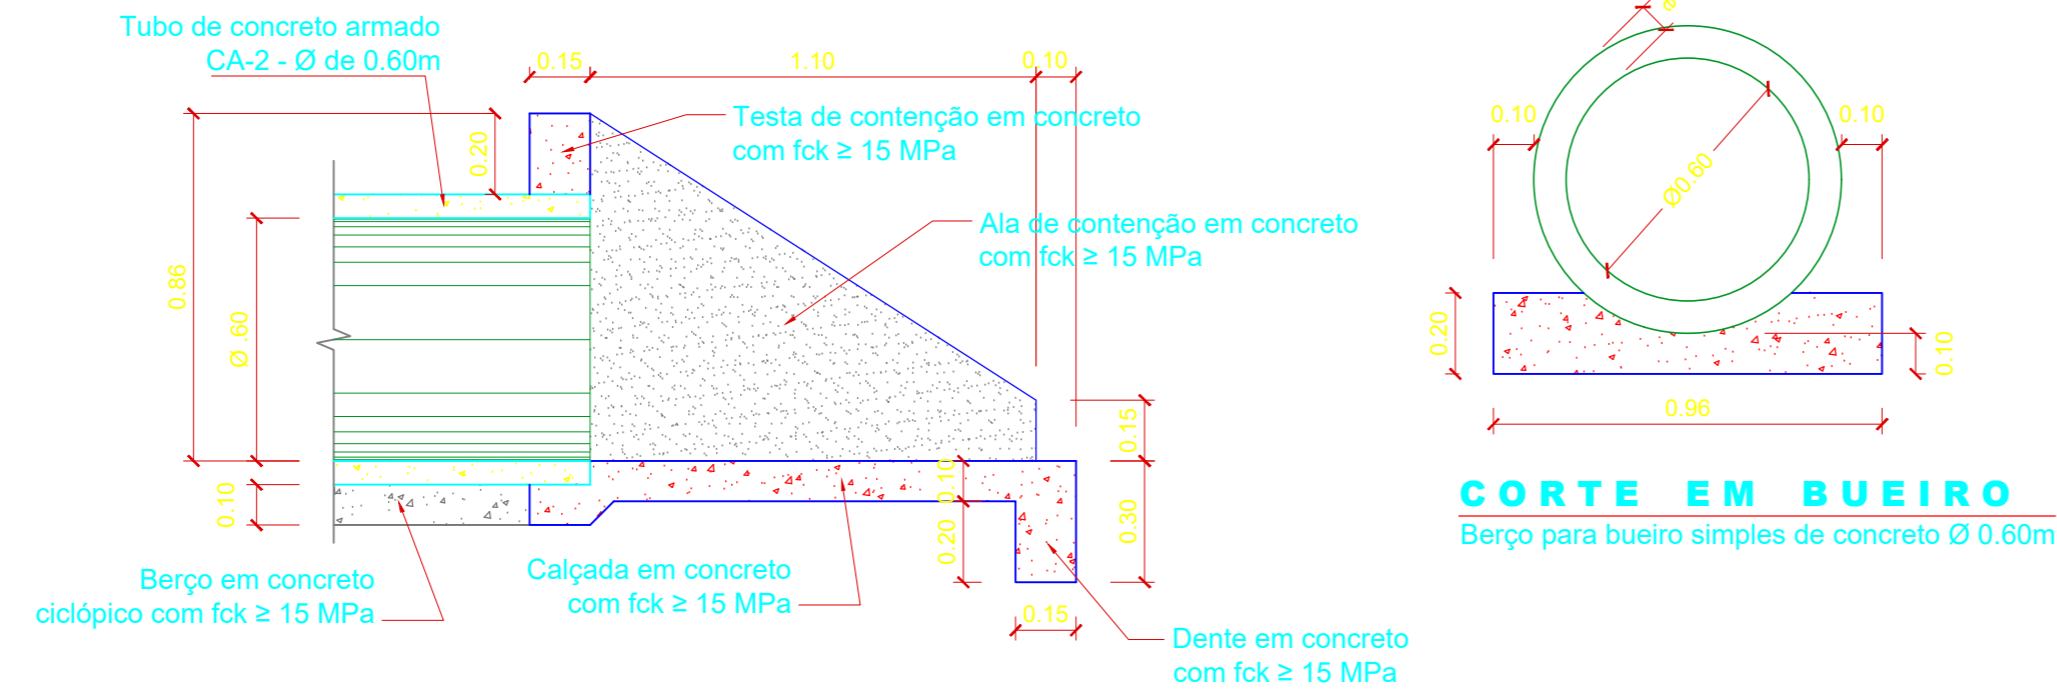 Tubo de concreto armado
CA-2 - Ø de 0.60m
0.15
1.10
0.10
0.20
0.86
Ø .60
0.10
Testa de contenção em concreto
com fck ≥ 15 MPa
Ala de contenção em concreto
com fck ≥ 15 MPa
0.15
0.10
0.20
0.30
0.15
Berço em concreto
ciclópico com fck ≥ 15 MPa
Calçada em concreto
com fck ≥ 15 MPa
Dente em concreto
com fck ≥ 15 MPa
0.10
0.10
Ø0.60
0.20
0.10
0.96
CORTE EM BUEIRO
Berço para bueiro simples de concreto Ø 0.60m